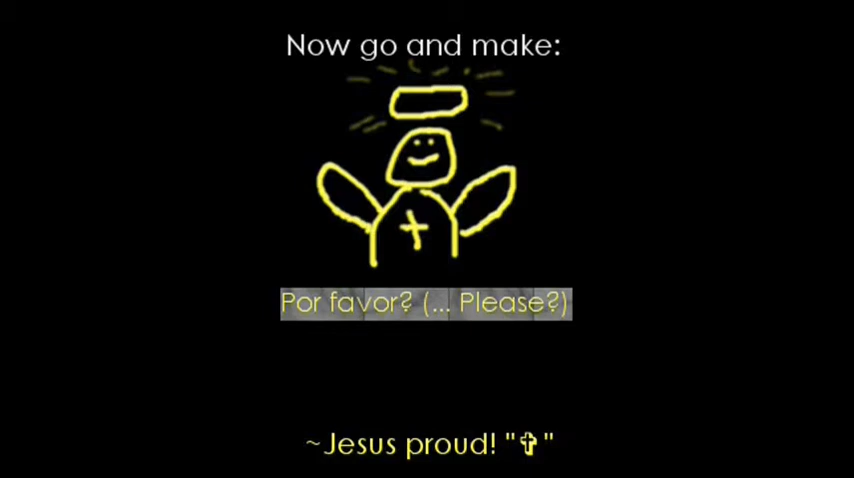 Now go and make:
Por favor? (... Please?)
~Jesus proud! "✞"